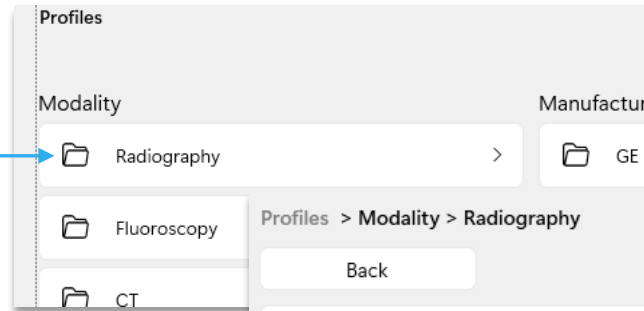 Profiles
Modality
Manufactur
Radiography
GE
Fluoroscopy
CT
Profiles > Modality > Radiography
Back